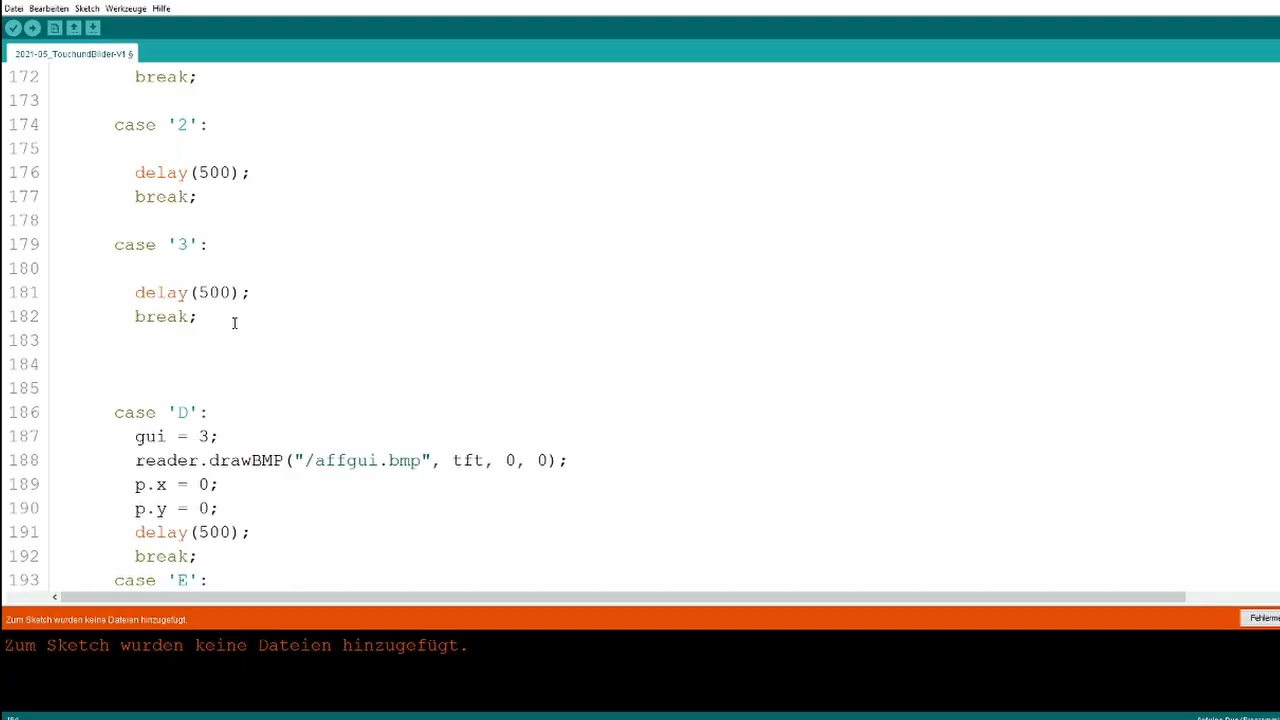 Datei Bearbeiten Sketch Werkzeuge Hilfe
2021-05_TouchundBilder-V1 §
172 break;
173
174 case '2':
175
176 delay(500);
177 break;
178
179 case '3':
180
181 delay(500);
182 break;
183
184
185
186 case 'D':
187 gui = 3;
188 reader.drawBMP("/affgui.bmp", tft, 0, 0);
189 p.x = 0;
190 p.y = 0;
191 delay(500);
192 break;
193 case 'E':
Zum Sketch wurden keine Dateien hinzugefügt.
Zum Sketch wurden keine Dateien hinzugefügt.